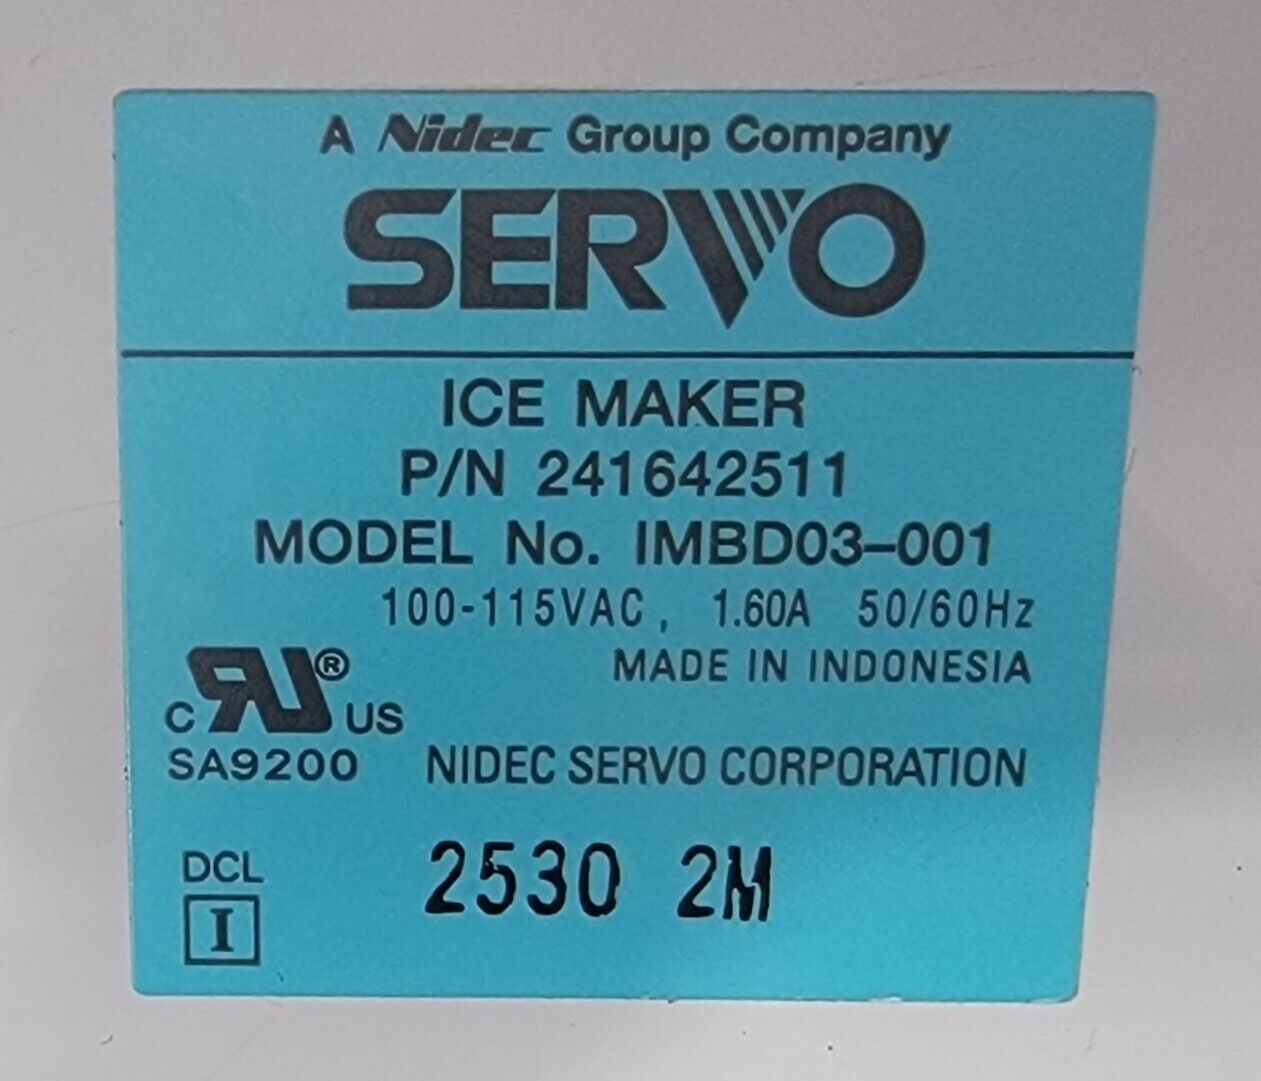 A Nidec Group Company
SERVO
ICE MAKER
P/N 241642511
MODEL No. IMBD03-001
100-115VAC, 1.60A 50/60Hz
MADE IN INDONESIA
C RU® US
SA9200 NIDEC SERVO CORPORATION
DCL 2530 2M
I